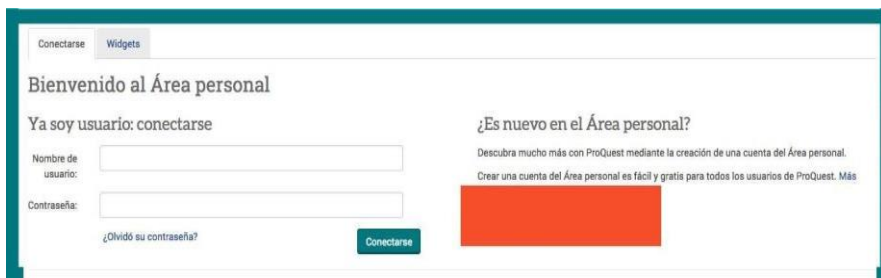 Conectarse
Widgets
Bienvenido al Área personal
Ya soy usuario: conectarse
Nombre de
usuario:
Contraseña:
¿Olvidó su contraseña?
Conectarse
¿Es nuevo en el Área personal?
Descubra mucho más con ProQuest mediante la creación de una cuenta del Área personal.
Crear una cuenta del Área personal es fácil y gratis para todos los usuarios de ProQuest. Más